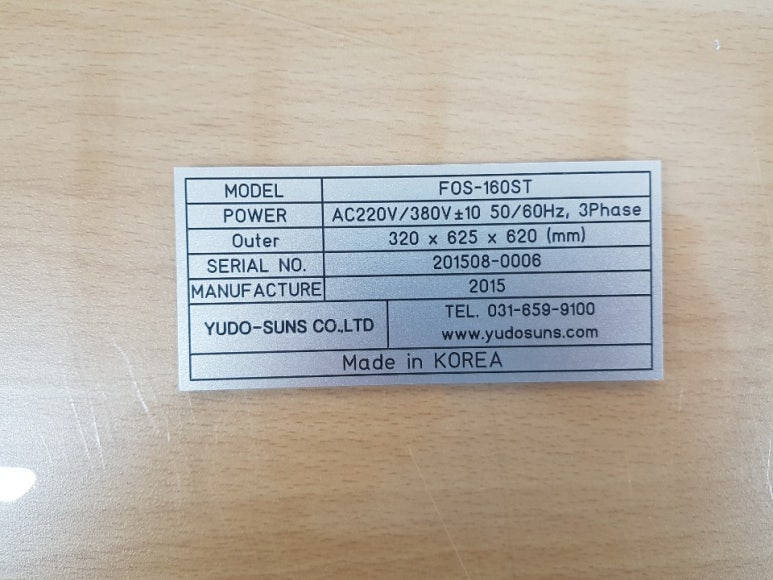 MODEL FOS-160ST
POWER AC220V/380V±10 50/60Hz, 3Phase
Outer 320 x 625 x 620 (mm)
SERIAL NO. 201508-0006
MANUFACTURE 2015
YUDO-SUNS CO.,LTD
TEL. 031-659-9100
www.yudosuns.com
Made in KOREA